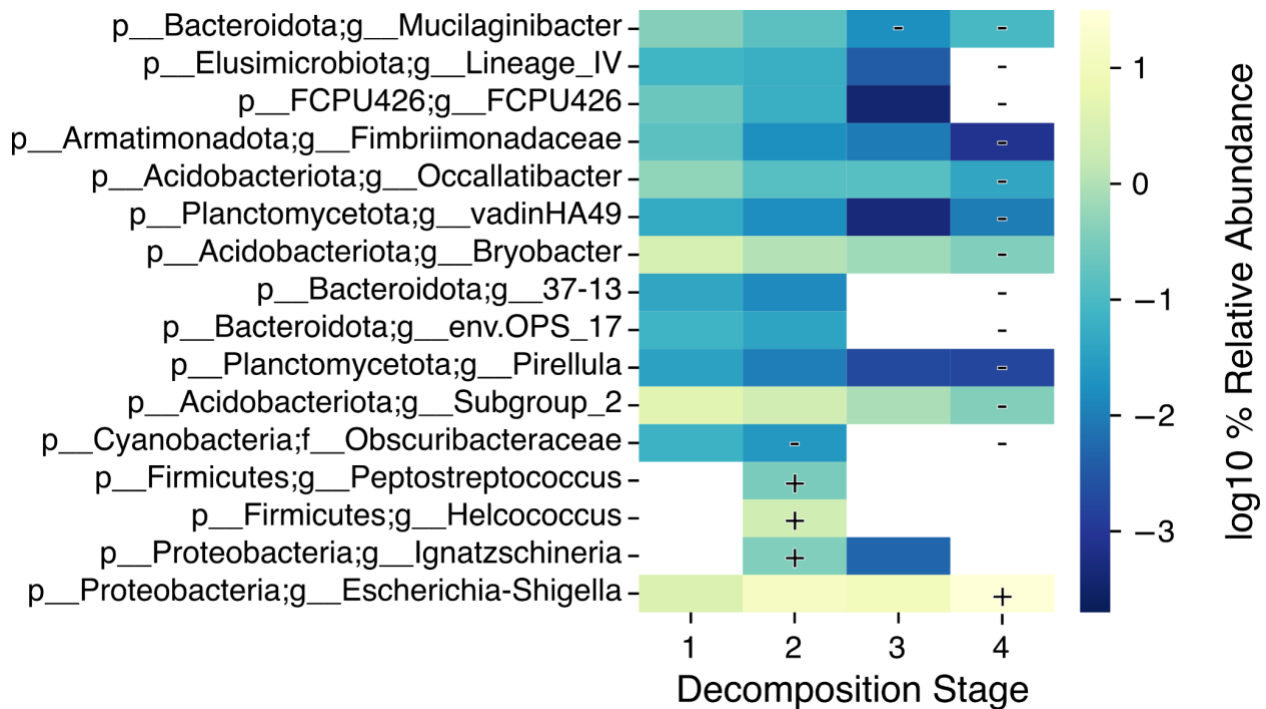 p__Bacteroidota;g__Mucilaginibacter - -
p__Elusimicrobiota;g__Lineage_IV -
p__FCPU426;g__FCPU426 -
p__Armatimonadota;g__Fimbriimonadaceae -
p__Acidobacteriota;g__Occallatibacter -
p__Planctomycetota;g__vadinHA49 -
p__Acidobacteriota;g__Bryobacter -
p__Bacteroidota;g__37-13 -
p__Bacteroidota;g__env.OPS_17 -
p__Planctomycetota;g__Pirellula -
p__Acidobacteriota;g__Subgroup_2 -
p__Cyanobacteria;f__Obscuribacteraceae - -
p__Firmicutes;g__Peptostreptococcus +
p__Firmicutes;g__Helcococcus +
p__Proteobacteria;g__Ignatzschineria +
p__Proteobacteria;g__Escherichia-Shigella +
1 2 3 4
Decomposition Stage
1
0
−1
−2
−3
log10 % Relative Abundance